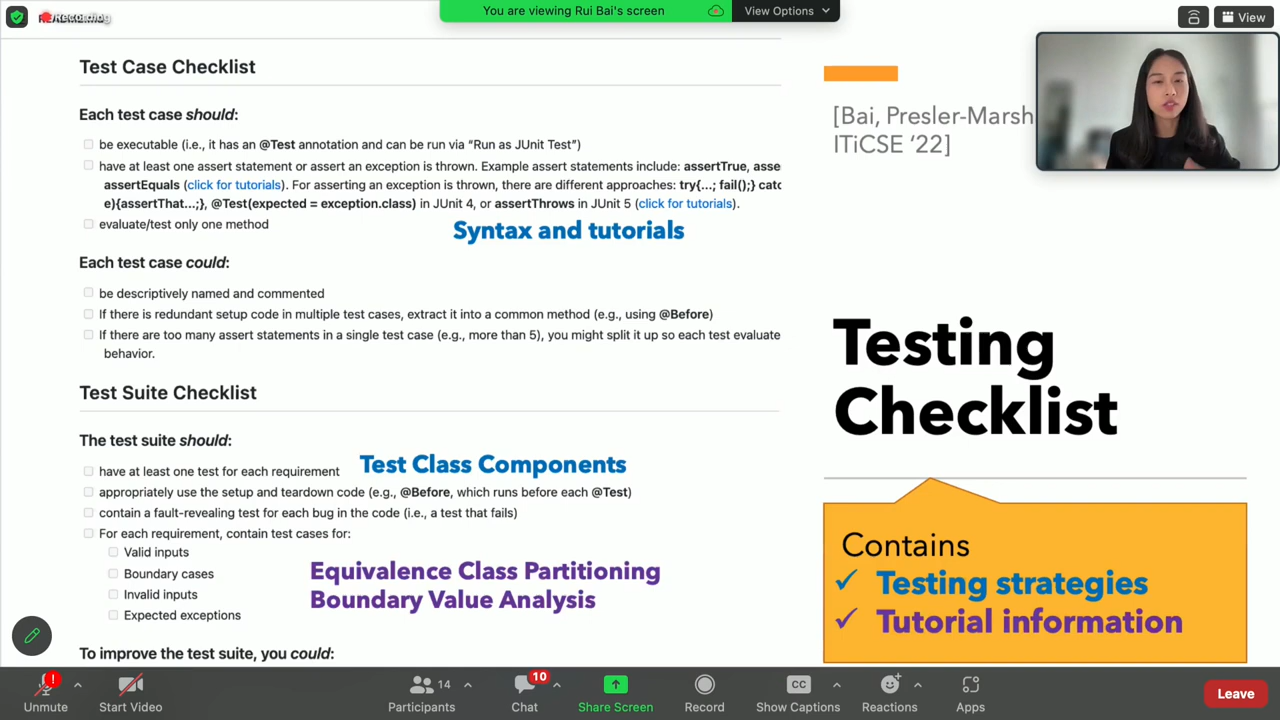 Recording
You are viewing Rui Bai's screen
View Options
View
Test Case Checklist
Each test case should:
be executable (i.e., it has an @Test annotation and can be run via “Run as JUnit Test”)
have at least one assert statement or assert an exception is thrown. Example assert statements include: assertTrue, asse
assertEquals (click for tutorials). For asserting an exception is thrown, there are different approaches: try{...; fail();} catc
e){assertThat...;}, @Test(expected = exception.class) in JUnit 4, or assertThrows in JUnit 5 (click for tutorials).
evaluate/test only one method
Syntax and tutorials
Each test case could:
be descriptively named and commented
If there is redundant setup code in multiple test cases, extract it into a common method (e.g., using @Before)
If there are too many assert statements in a single test case (e.g., more than 5), you might split it up so each test evaluate
behavior.
Test Suite Checklist
The test suite should:
have at least one test for each requirement
Test Class Components
appropriately use the setup and teardown code (e.g., @Before, which runs before each @Test)
contain a fault-revealing test for each bug in the code (i.e., a test that fails)
For each requirement, contain test cases for:
Valid inputs
Boundary cases
Invalid inputs
Expected exceptions
Equivalence Class Partitioning
Boundary Value Analysis
To improve the test suite, you could:
[Bai, Presler-Marsh
ITiCSE ‘22]
Testing
Checklist
Contains
✓ Testing strategies
✓ Tutorial information
Unmute
Start Video
14
Participants
10
Chat
Share Screen
Record
CC
Show Captions
Reactions
Apps
Leave